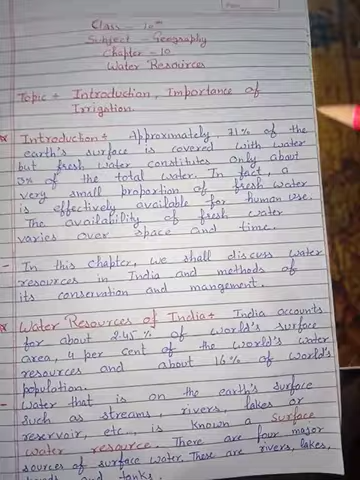 Class - 10th
Subject - Geography
Chapter - 10
Water Resources
Topic + Introduction, Importance of
Irrigation.
Introduction + Approximately, 71% of the
earth's surface is covered with water
but fresh water constitutes only about
3% of the total water. In fact, a
very small proportion of fresh water
is effectively available for human use.
The availability of fresh water
varies over space and time.
- In this chapter, we shall discuss water
resources in India and methods of
its conservation and mangement.
Water Resources of India + India accounts
for about 2.45% of world's surface
area, 4 per cent of the world's water
resources and about 16% of world's
population.
- Water that is on the earth's surface
such as streams, rivers, lakes or
reservoir, etc., is known a surface
water resource. There are four major
sources of surface water. These are rivers, lakes,
and tanks.